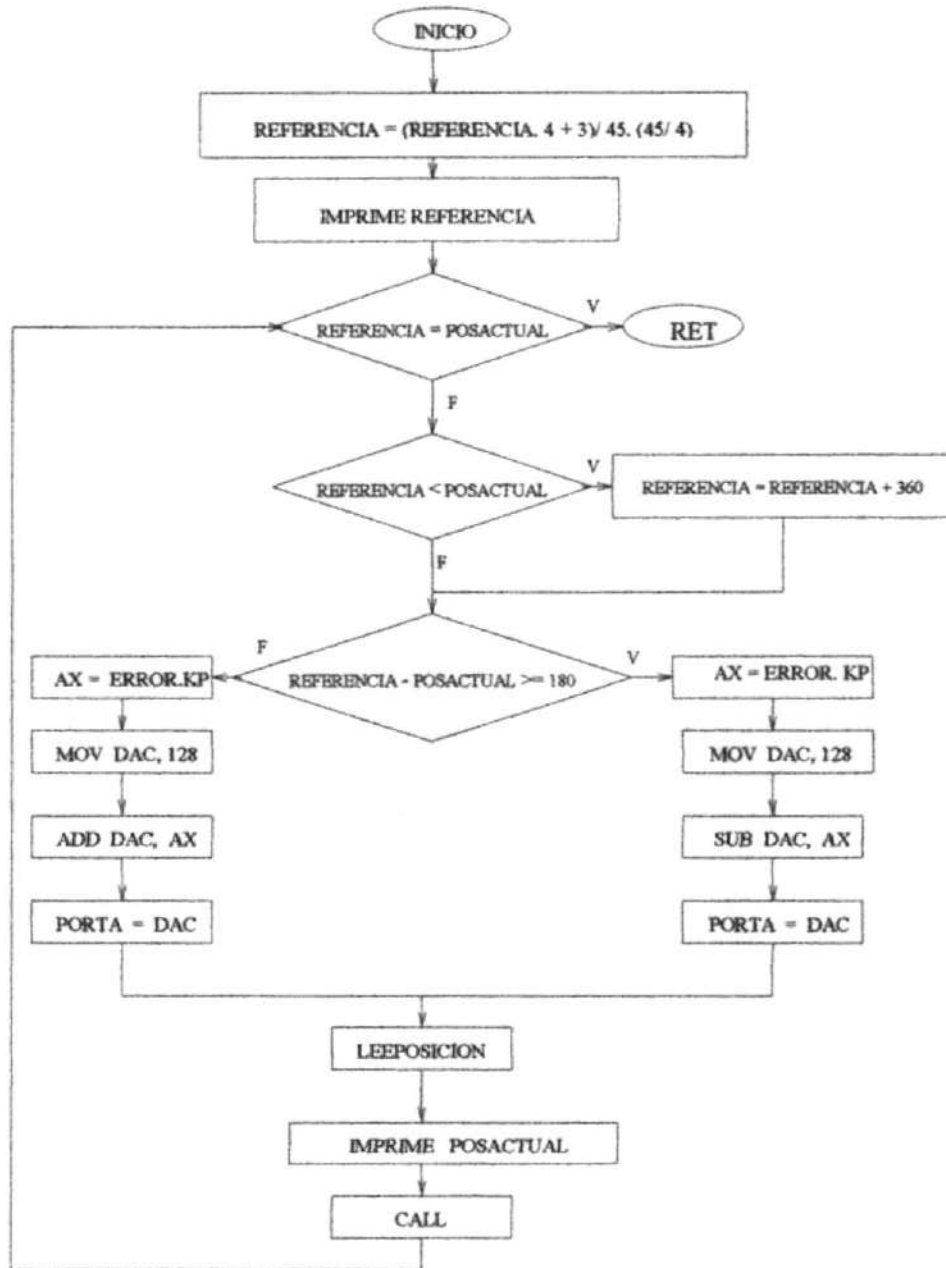 INICIO
REFERENCIA = (REFERENCIA. 4 + 3)/ 45. (45/ 4)
IMPRIME REFERENCIA
REFERENCIA = POSACTUAL
V
RET
F
REFERENCIA < POSACTUAL
V
REFERENCIA = REFERENCIA + 360
F
REFERENCIA - POSACTUAL >= 180
F
V
AX = ERROR.KP
AX = ERROR. KP
MOV DAC, 128
MOV DAC, 128
ADD DAC, AX
SUB DAC, AX
PORTA = DAC
PORTA = DAC
LEEPOSICION
IMPRIME POSACTUAL
CALL